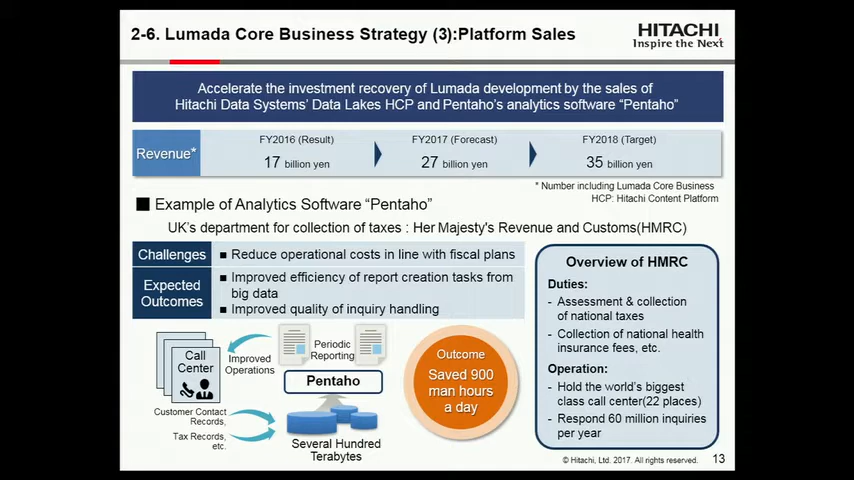 2-6. Lumada Core Business Strategy (3):Platform Sales
HITACHI
Inspire the Next
Accelerate the investment recovery of Lumada development by the sales of
Hitachi Data Systems' Data Lakes HCP and Pentaho's analytics software "Pentaho"
Revenue*
FY2016 (Result)
17 billion yen
FY2017 (Forecast)
27 billion yen
FY2018 (Target)
35 billion yen
* Number including Lumada Core Business
HCP: Hitachi Content Platform
■ Example of Analytics Software "Pentaho"
UK's department for collection of taxes : Her Majesty's Revenue and Customs(HMRC)
Challenges
■ Reduce operational costs in line with fiscal plans
Expected
Outcomes
■ Improved efficiency of report creation tasks from
big data
■ Improved quality of inquiry handling
Call
Center
Improved
Operations
Periodic
Reporting
Pentaho
Customer Contact
Records,
Tax Records,
etc.
Several Hundred
Terabytes
Outcome
Saved 900
man hours
a day
Overview of HMRC
Duties:
- Assessment & collection
of national taxes
- Collection of national health
insurance fees, etc.
Operation:
- Hold the world's biggest
class call center(22 places)
- Respond 60 million inquiries
per year
© Hitachi, Ltd. 2017. All rights reserved.
13